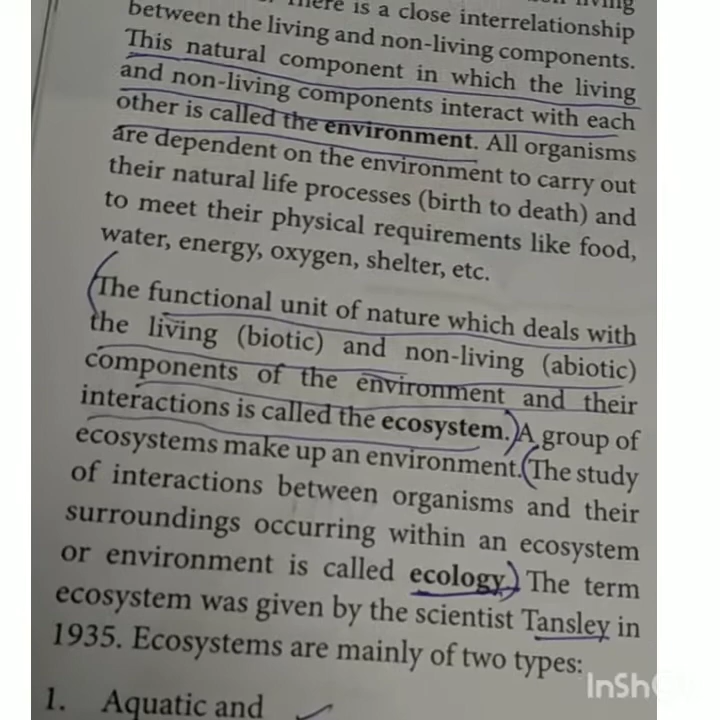 There is a close interrelationship
between the living and non-living components.
This natural component in which the living
and non-living components interact with each
other is called the environment. All organisms
are dependent on the environment to carry out
their natural life processes (birth to death) and
to meet their physical requirements like food,
water, energy, oxygen, shelter, etc.
The functional unit of nature which deals with
the living (biotic) and non-living (abiotic)
components of the environment and their
interactions is called the ecosystem. A group of
ecosystems make up an environment. The study
of interactions between organisms and their
surroundings occurring within an ecosystem
or environment is called ecology. The term
ecosystem was given by the scientist Tansley in
1935. Ecosystems are mainly of two types:
1. Aquatic and